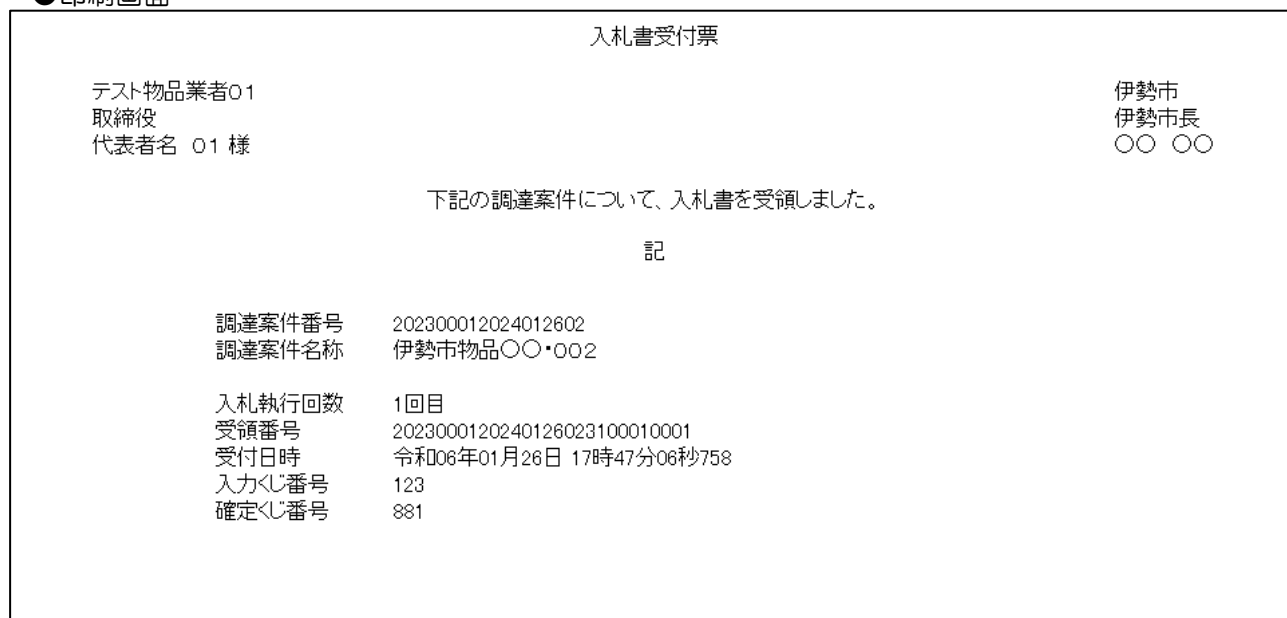 ●印刷画面
入札書受付票
テスト物品業者01
取締役
代表者名 01 様
伊勢市
伊勢市長
○○ ○○
下記の調達案件について、入札書を受領しました。
記
調達案件番号 202300012024012602
調達案件名称 伊勢市物品○○・002
入札執行回数 1回目
受領番号 2023000120240126023100010001
受付日時 令和06年01月26日 17時47分06秒758
入力くじ番号 123
確定くじ番号 881